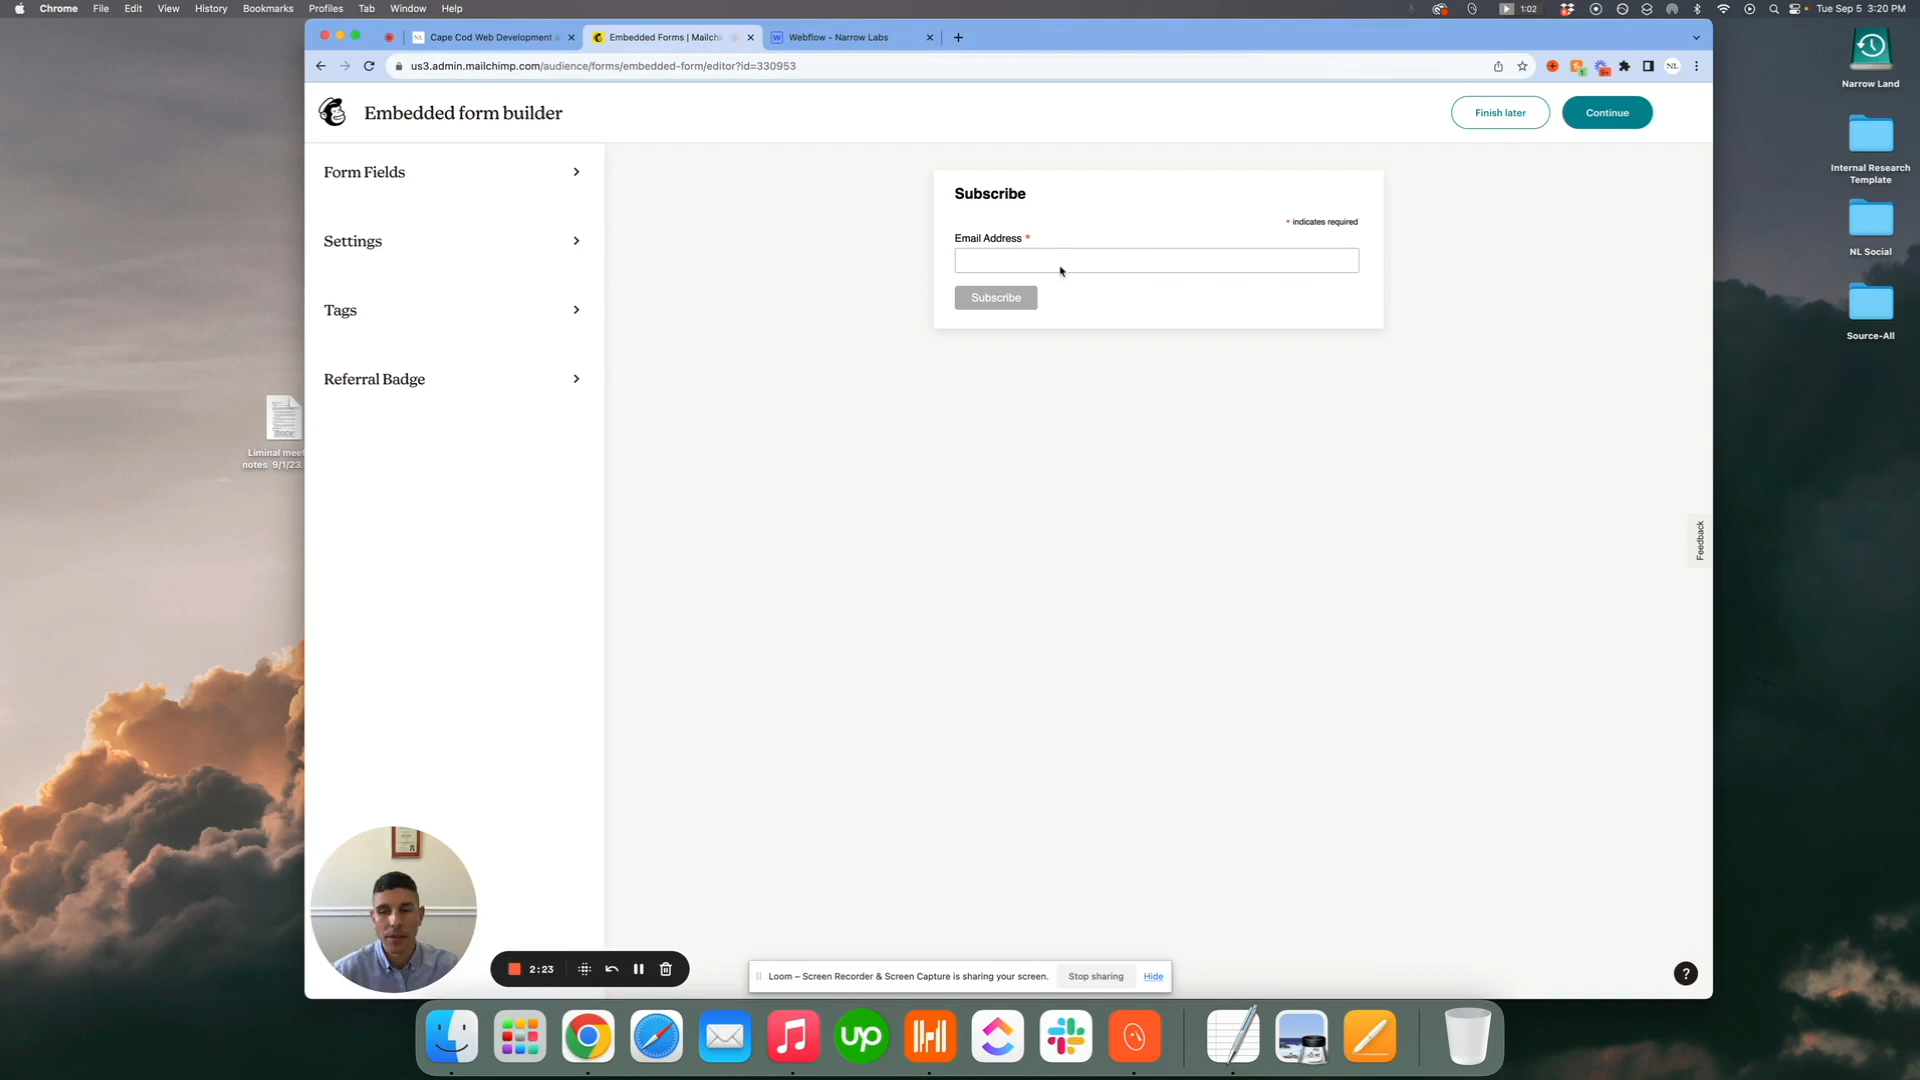 Chrome File Edit View History Bookmarks Profiles Tab Window Help
1:02
Tue Sep 5 3:20 PM
Cape Cod Web Development
Embedded Forms | Mailchi
Webflow - Narrow Labs
us3.admin.mailchimp.com/audience/forms/embedded-form/editor?id=330953
NL
Embedded form builder
Finish later
Continue
Form Fields
Settings
Tags
Referral Badge
Subscribe
* indicates required
Email Address *
Subscribe
Feedback
Narrow Land
Internal Research
Template
NL Social
Source-All
DOCX
Liminal meet
notes 9/1/23.
2:23
Loom – Screen Recorder & Screen Capture is sharing your screen.
Stop sharing
Hide
?
up